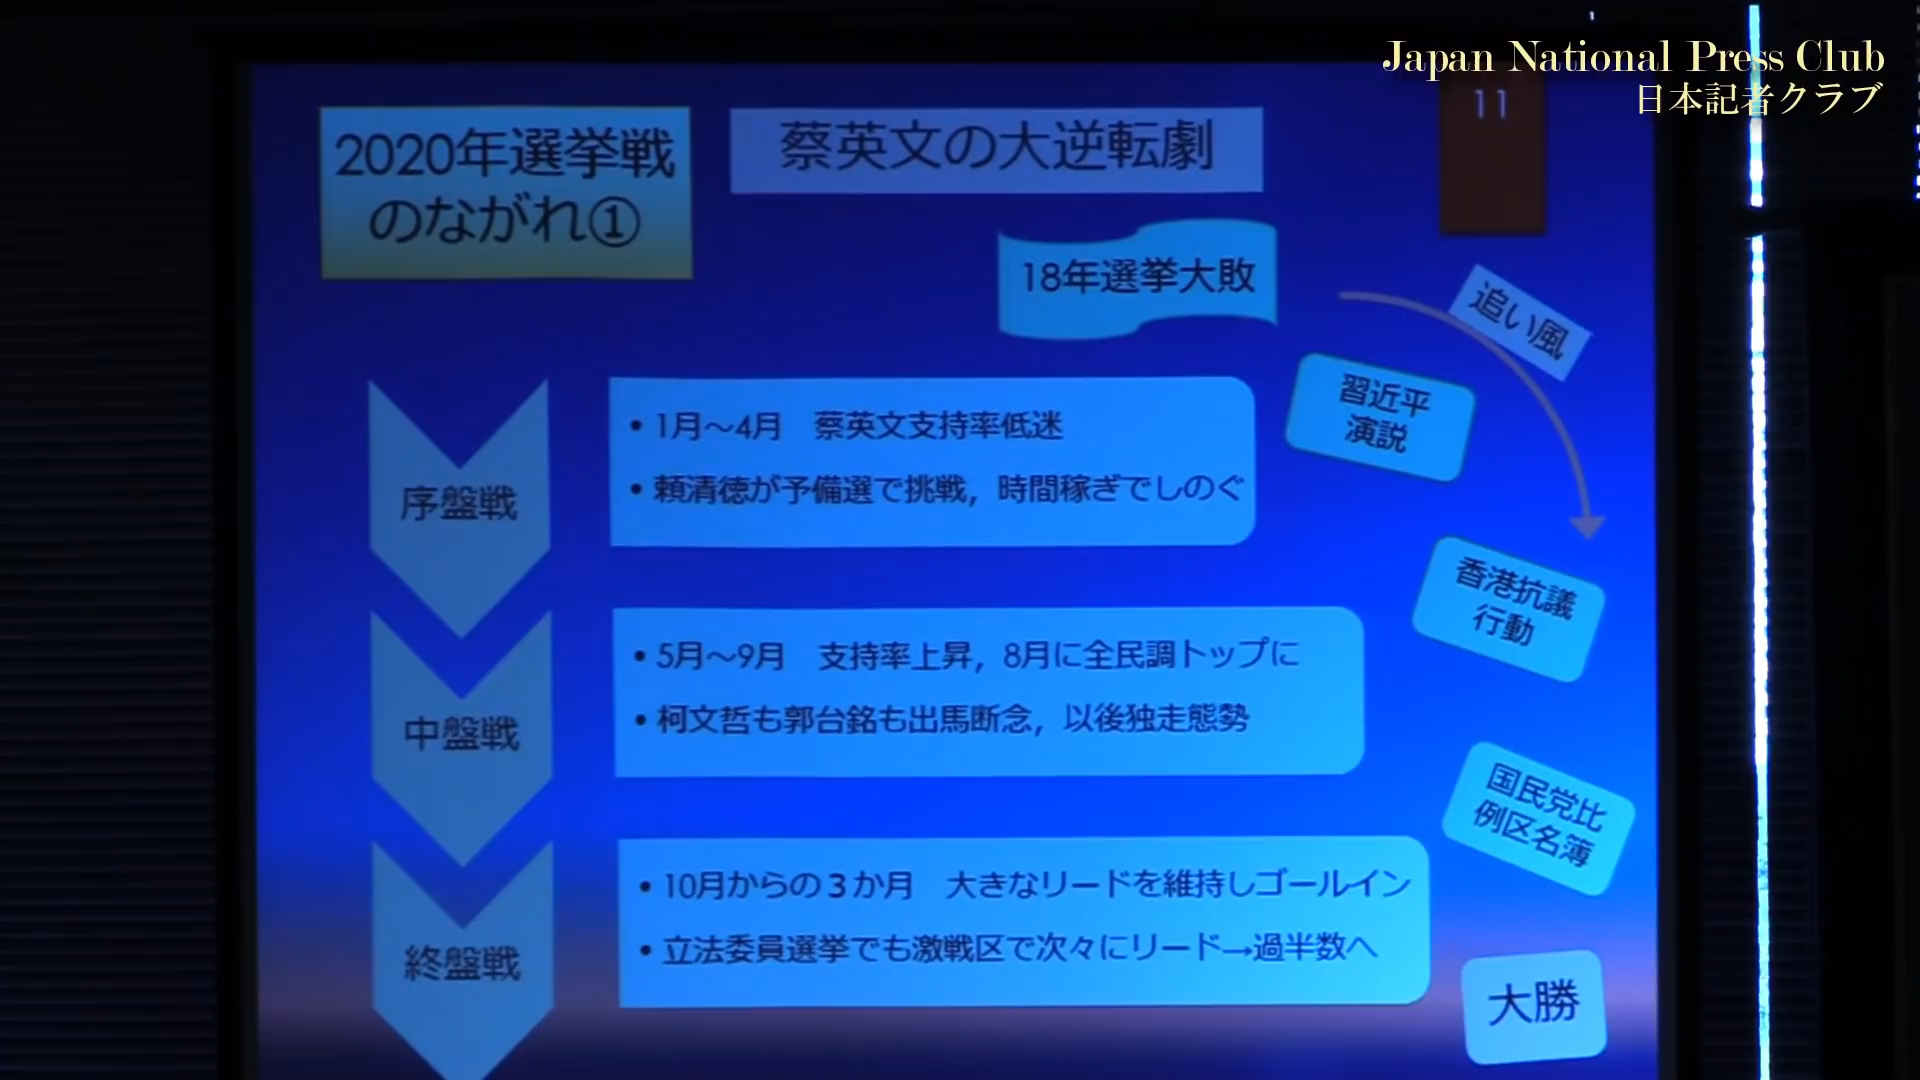 Japan National Press Club
日本記者クラブ
11
2020年選挙戦
のながれ①
蔡英文の大逆転劇
18年選挙大敗
追い風
習近平
演説
序盤戦
• 1月～4月　蔡英文支持率低迷
• 頼清徳が予備選で挑戦，時間稼ぎでしのぐ
香港抗議
行動
中盤戦
• 5月～9月　支持率上昇，8月に全民調トップに
• 柯文哲も郭台銘も出馬断念，以後独走態勢
国民党比
例区名簿
終盤戦
• 10月からの３か月　大きなリードを維持しゴールイン
• 立法委員選挙でも激戦区で次々にリード→過半数へ
大勝